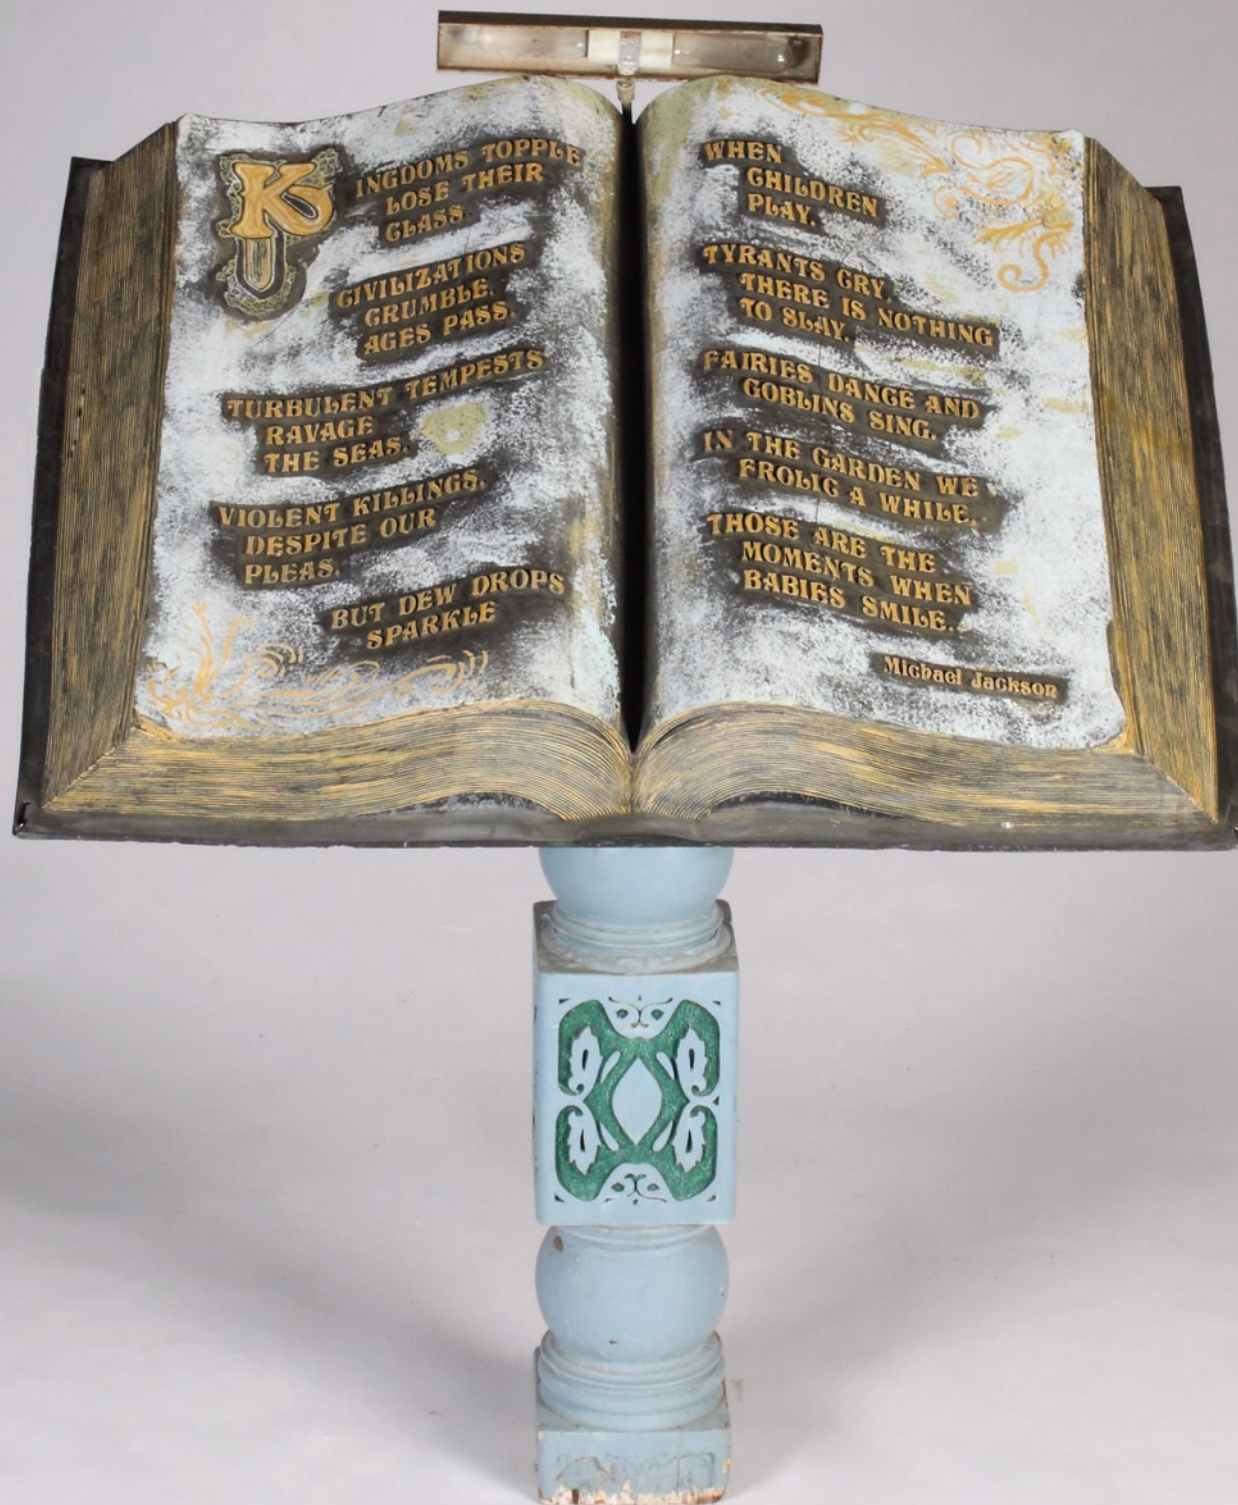 KINGDOMS TOPPLE
LOSE THEIR
CLASS.
CIVILIZATIONS
CRUMBLE,
AGES PASS.
TURBULENT TEMPESTS
RAVAGE
THE SEAS.
VIOLENT KILLINGS,
DESPITE OUR
PLEAS.
BUT DEW DROPS
SPARKLE
WHEN
CHILDREN
PLAY.
TYRANTS CRY,
THERE IS NOTHING
TO SLAY.
FAIRIES DANCE AND
GOBLINS SING,
IN THE GARDEN WE
FROLIC A WHILE.
THOSE ARE THE
MOMENTS WHEN
BABIES SMILE.
Michael Jackson